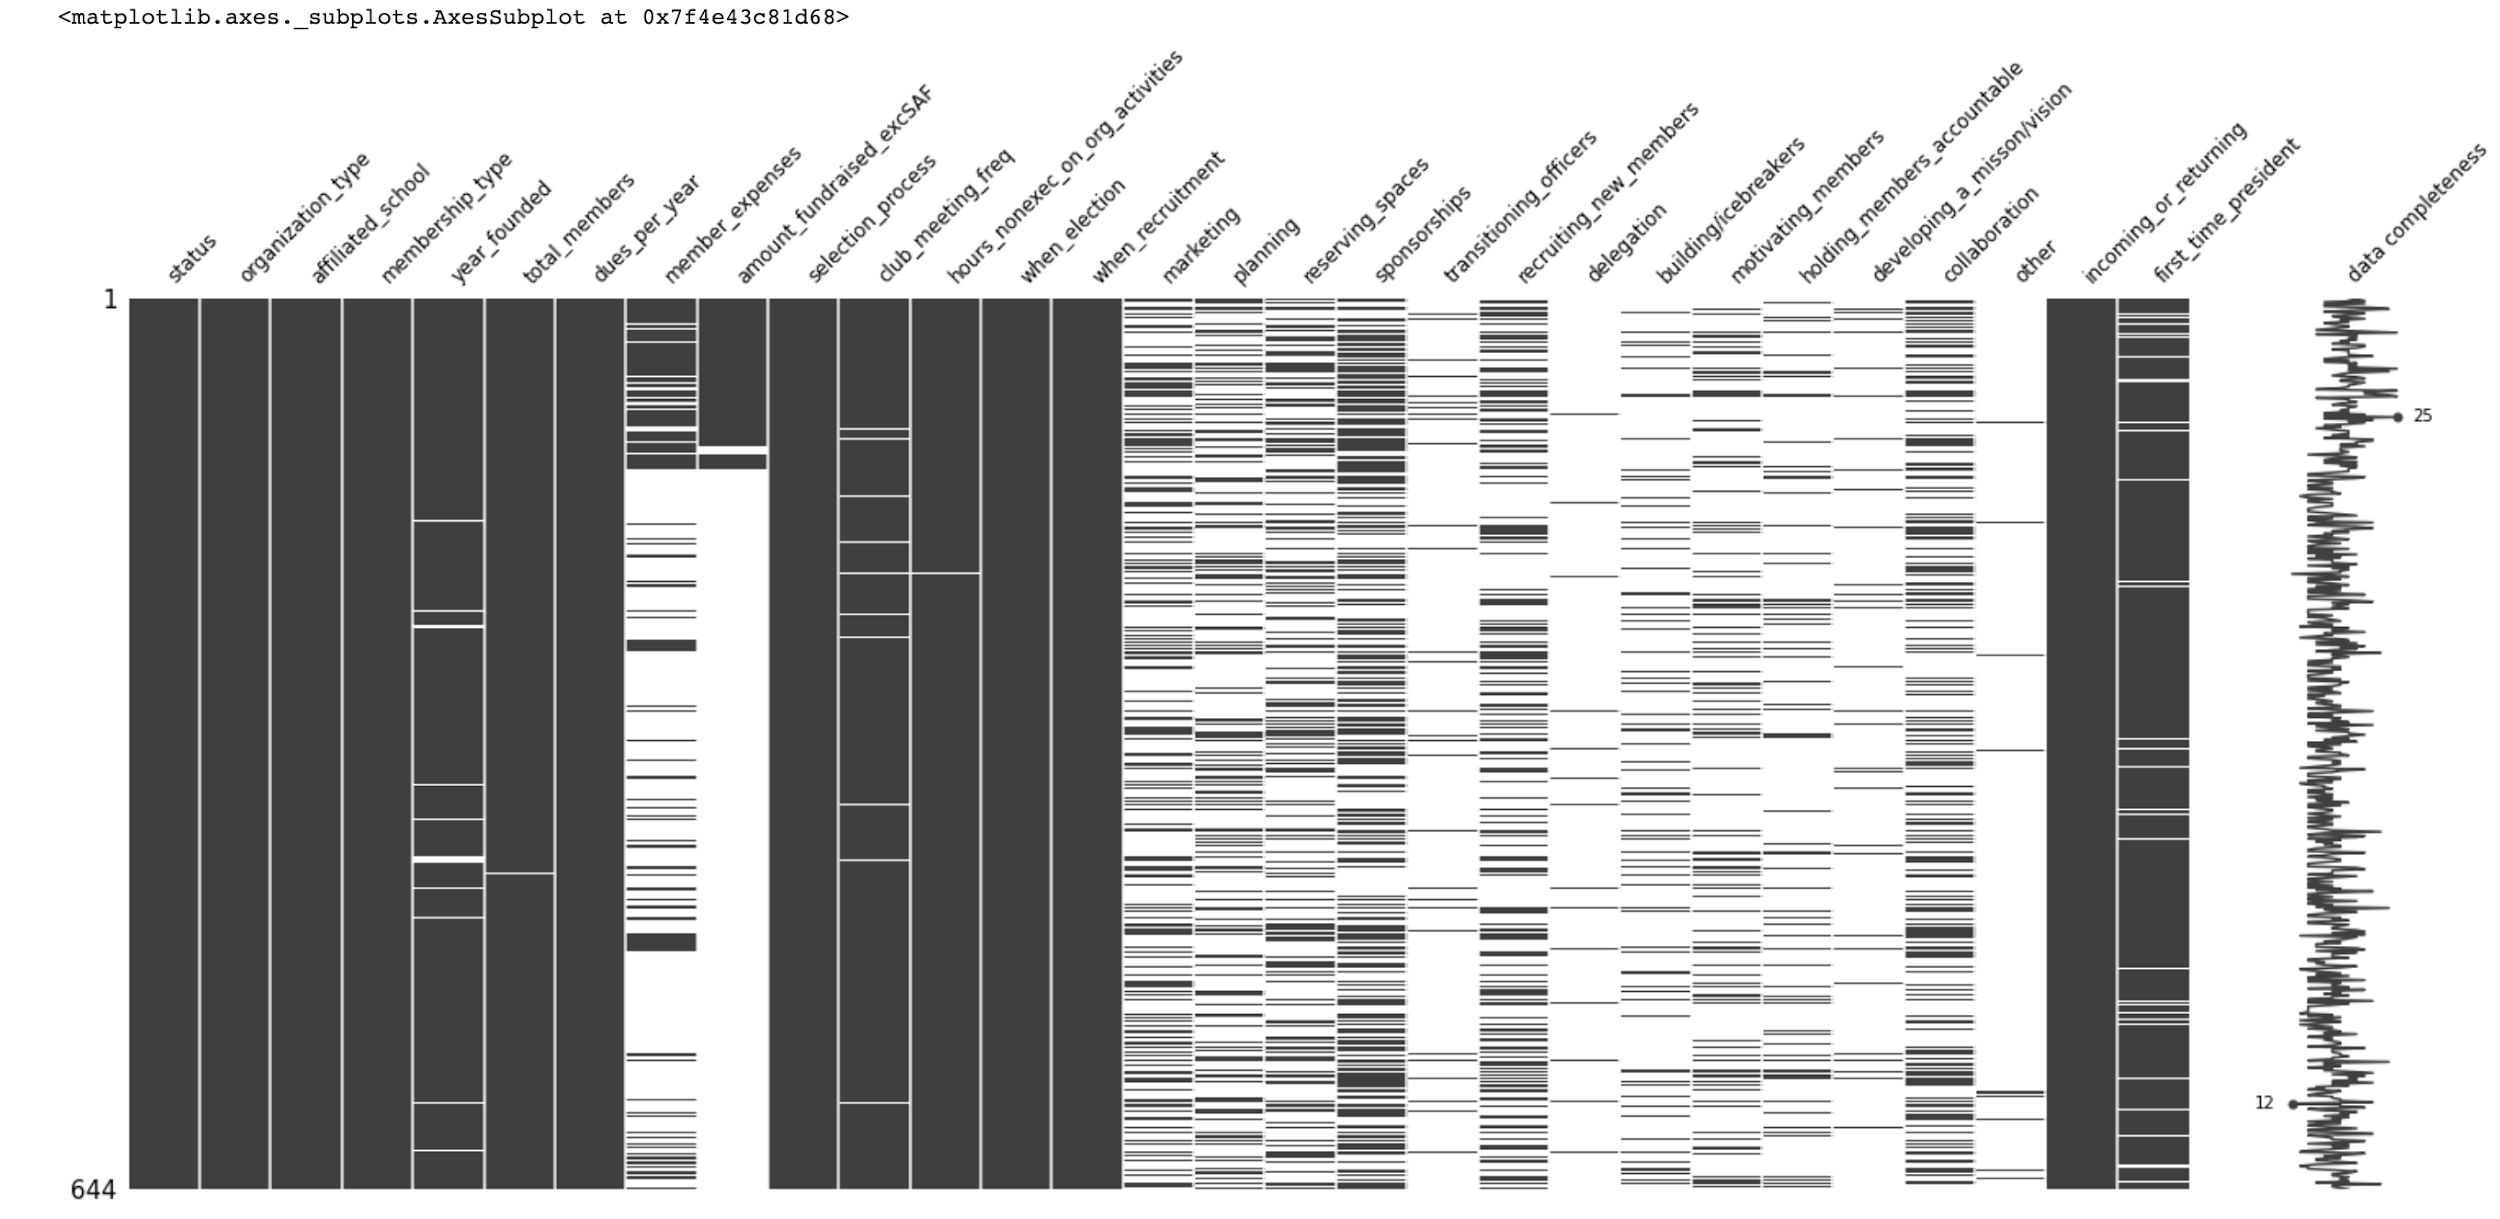 <matplotlib.axes._subplots.AxesSubplot at 0x7f4e43c81d68>
status
organization_type
affiliated_school
membership_type
year_founded
total_members
dues_per_year
member_expenses
amount_fundraised_excSAF
selection_process
club_meeting_freq
hours_nonexec_on_org_activities
when_election
when_recruitment
marketing
planning
reserving_spaces
sponsorships
transitioning_officers
recruiting_new_members
delegation
building/icebreakers
motivating_members
holding_members_accountable
developing_a_misson/vision
collaboration
other
incoming_or_returning
first_time_president
data completeness
1
25
12
644